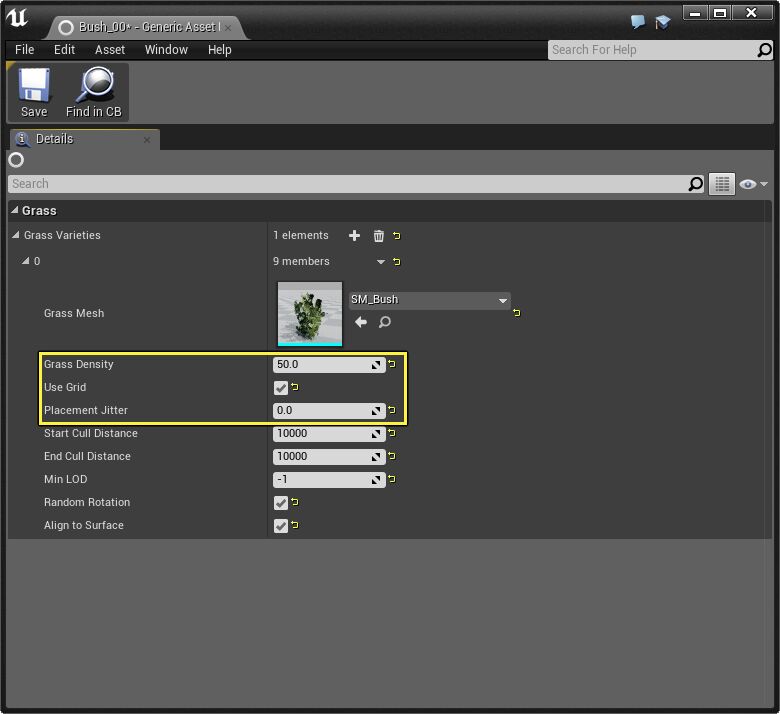 Bush_00* - Generic Asset
File Edit Asset Window Help
Search For Help
Save Find in CB
Details
Search
Grass
Grass Varieties 1 elements
0 9 members
Grass Mesh SM_Bush
Grass Density 50.0
Use Grid
Placement Jitter 0.0
Start Cull Distance 10000
End Cull Distance 10000
Min LOD -1
Random Rotation
Align to Surface